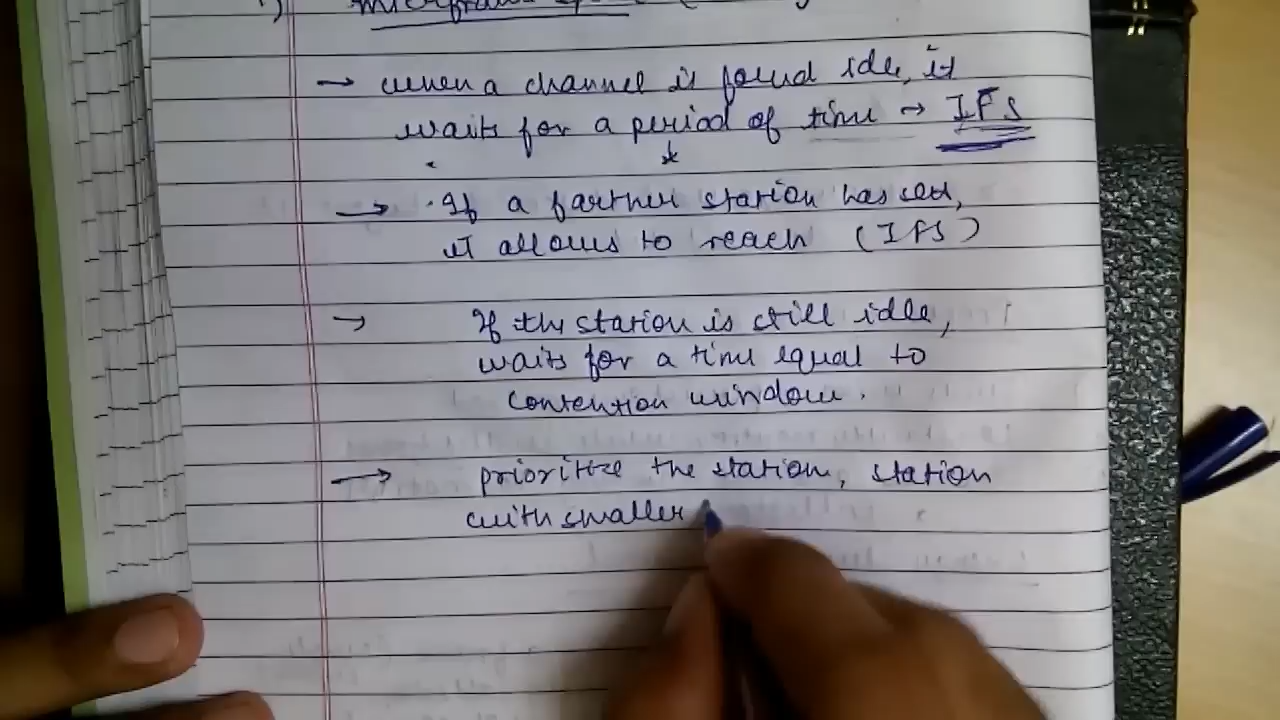 → when a channel is found idle, it
waits for a period of time → IFS
→ . If a farther station has sent,
it allows to reach (IFS)
→ If the station is still idle,
waits for a time equal to
contention window.
→ prioritize the station, station
with smaller